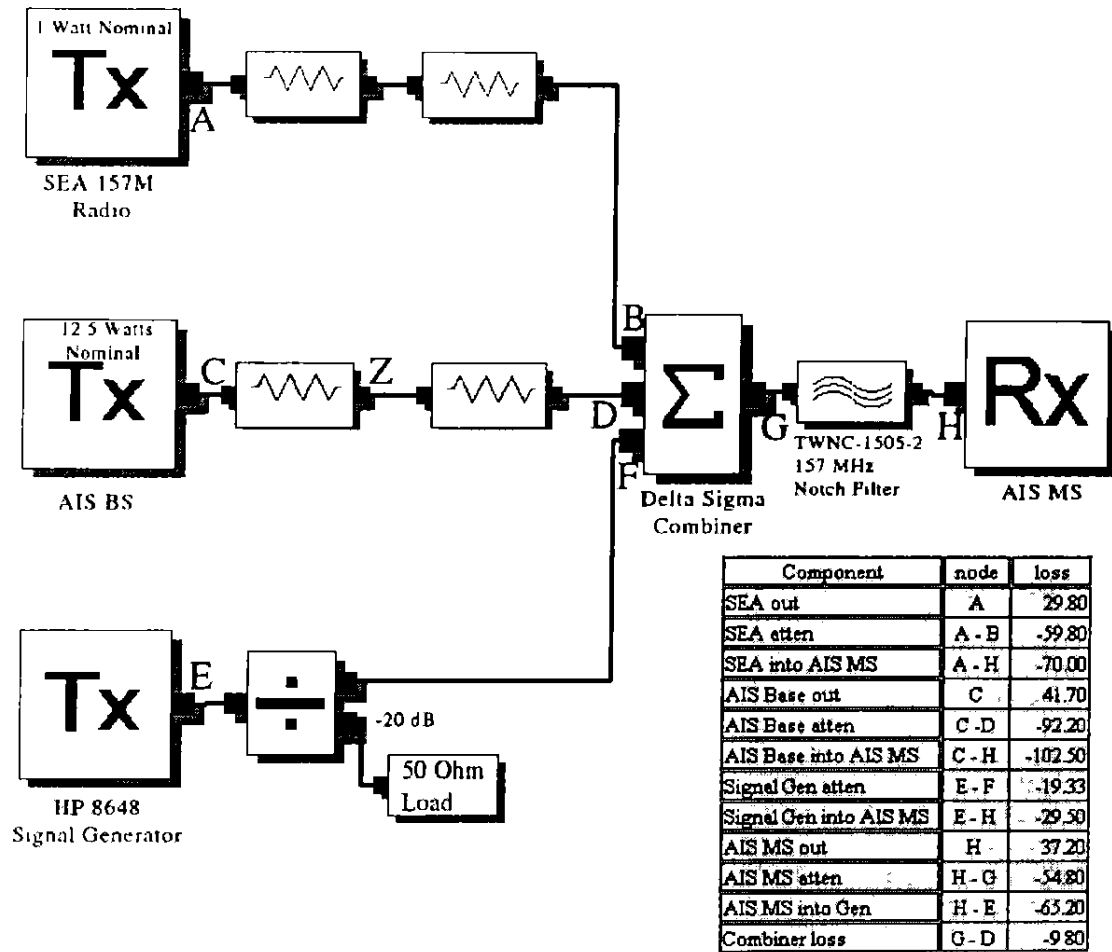 1 Watt Nominal
Tx
A
SEA 157M
Radio
12 5 Watts
Nominal
Tx
C
Z
AIS BS
B
D
F
Σ
Delta Sigma
Combiner
G
TWNC-1505-2
157 MHz
Notch Filter
H
Rx
AIS MS
Tx
E
÷
-20 dB
50 Ohm
Load
HP 8648
Signal Generator
Component node loss
SEA out A 29.80
SEA atten A - B -59.80
SEA into AIS MS A - H -70.00
AIS Base out C 41.70
AIS Base atten C -D -92.20
AIS Base into AIS MS C - H -102.50
Signal Gen atten E - F -19.33
Signal Gen into AIS MS E - H -29.50
AIS MS out H 37.20
AIS MS atten H - G -54.80
AIS MS into Gen H - E -65.20
Combiner loss G - D -9.80